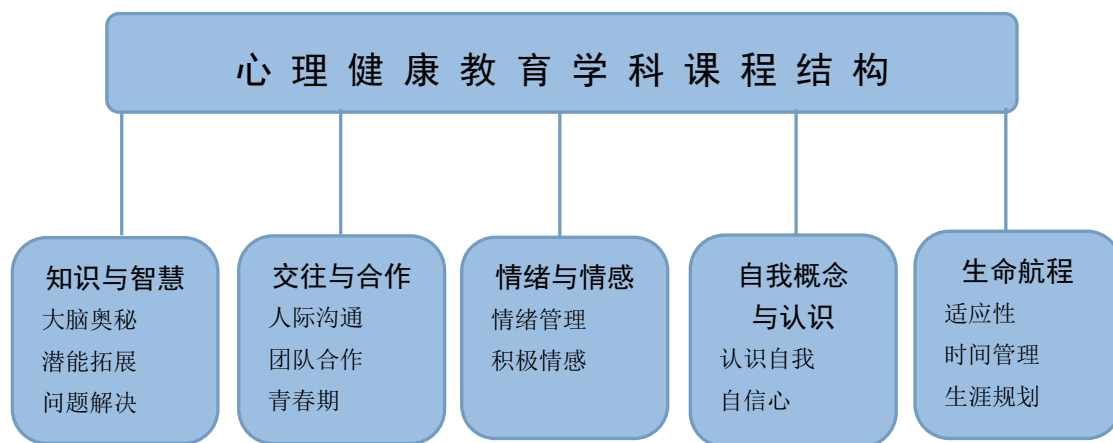 心理健康教育学科课程结构
知识与智慧
大脑奥秘
潜能拓展
问题解决
交往与合作
人际沟通
团队合作
青春期
情绪与情感
情绪管理
积极情感
自我概念
与认识
认识自我
自信心
生命航程
适应性
时间管理
生涯规划